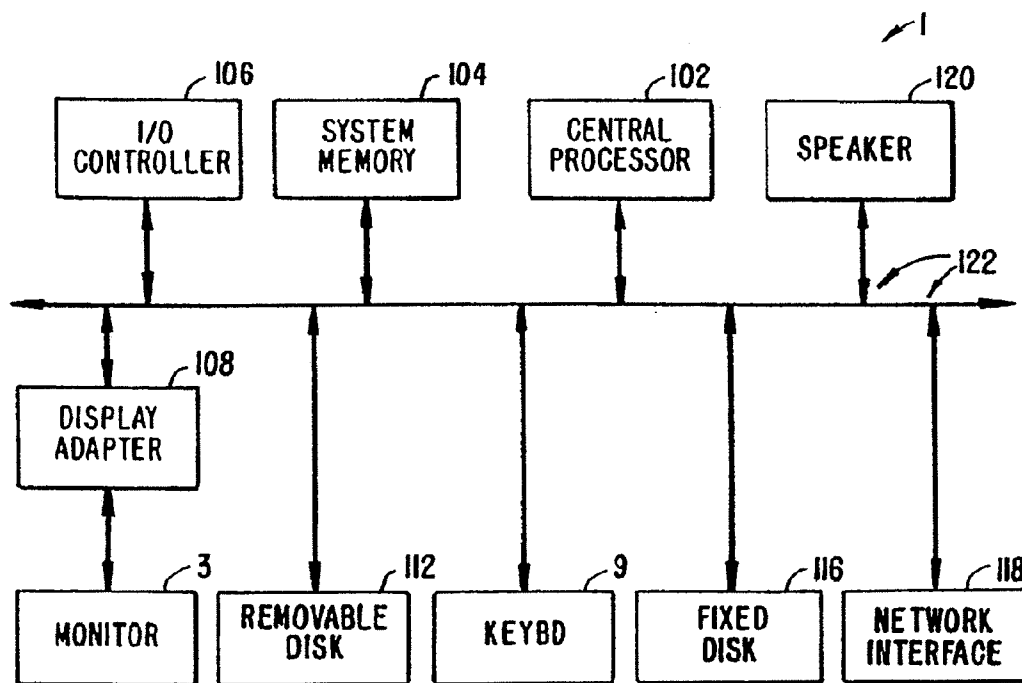 1
106
104
102
120
I/O
CONTROLLER
SYSTEM
MEMORY
CENTRAL
PROCESSOR
SPEAKER
122
108
DISPLAY
ADAPTER
3
112
9
116
118
MONITOR
REMOVABLE
DISK
KEYBD
FIXED
DISK
NETWORK
INTERFACE